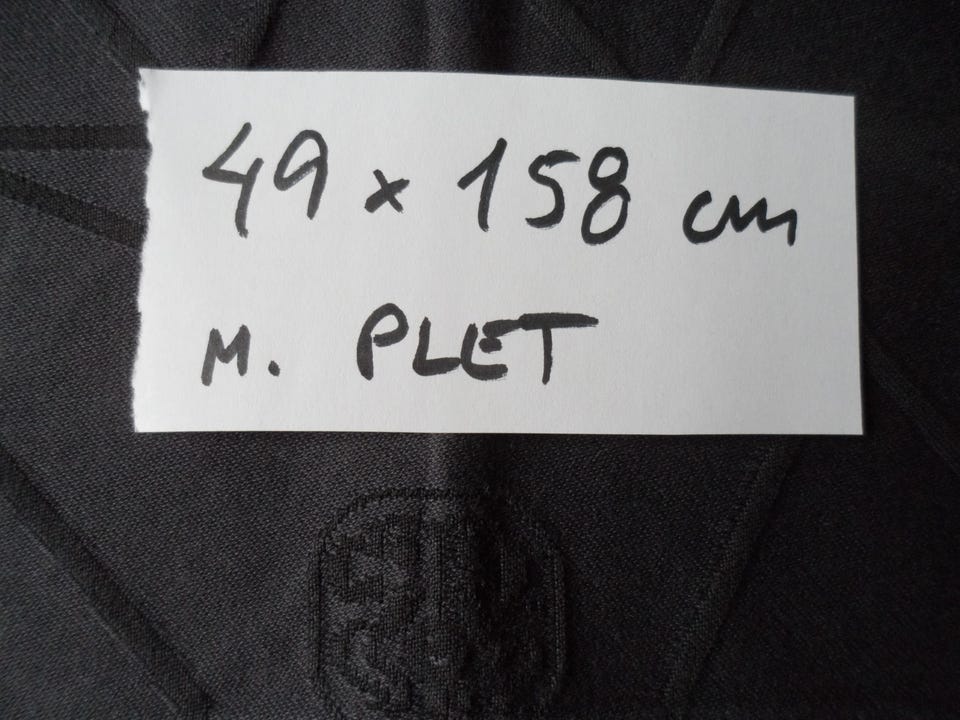 49 x 158 cm
M. PLET